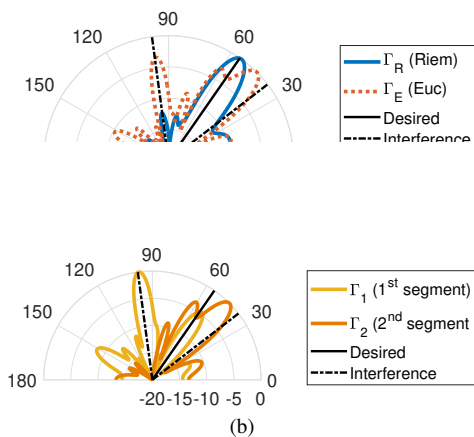 90
120
60
150
30
Γ_R (Riem)
Γ_E (Euc)
Desired
Interference
90
120
60
150
30
180
0
-20 -15 -10 -5 0
Γ_1 (1^st segment)
Γ_2 (2^nd segment
Desired
Interference
(b)